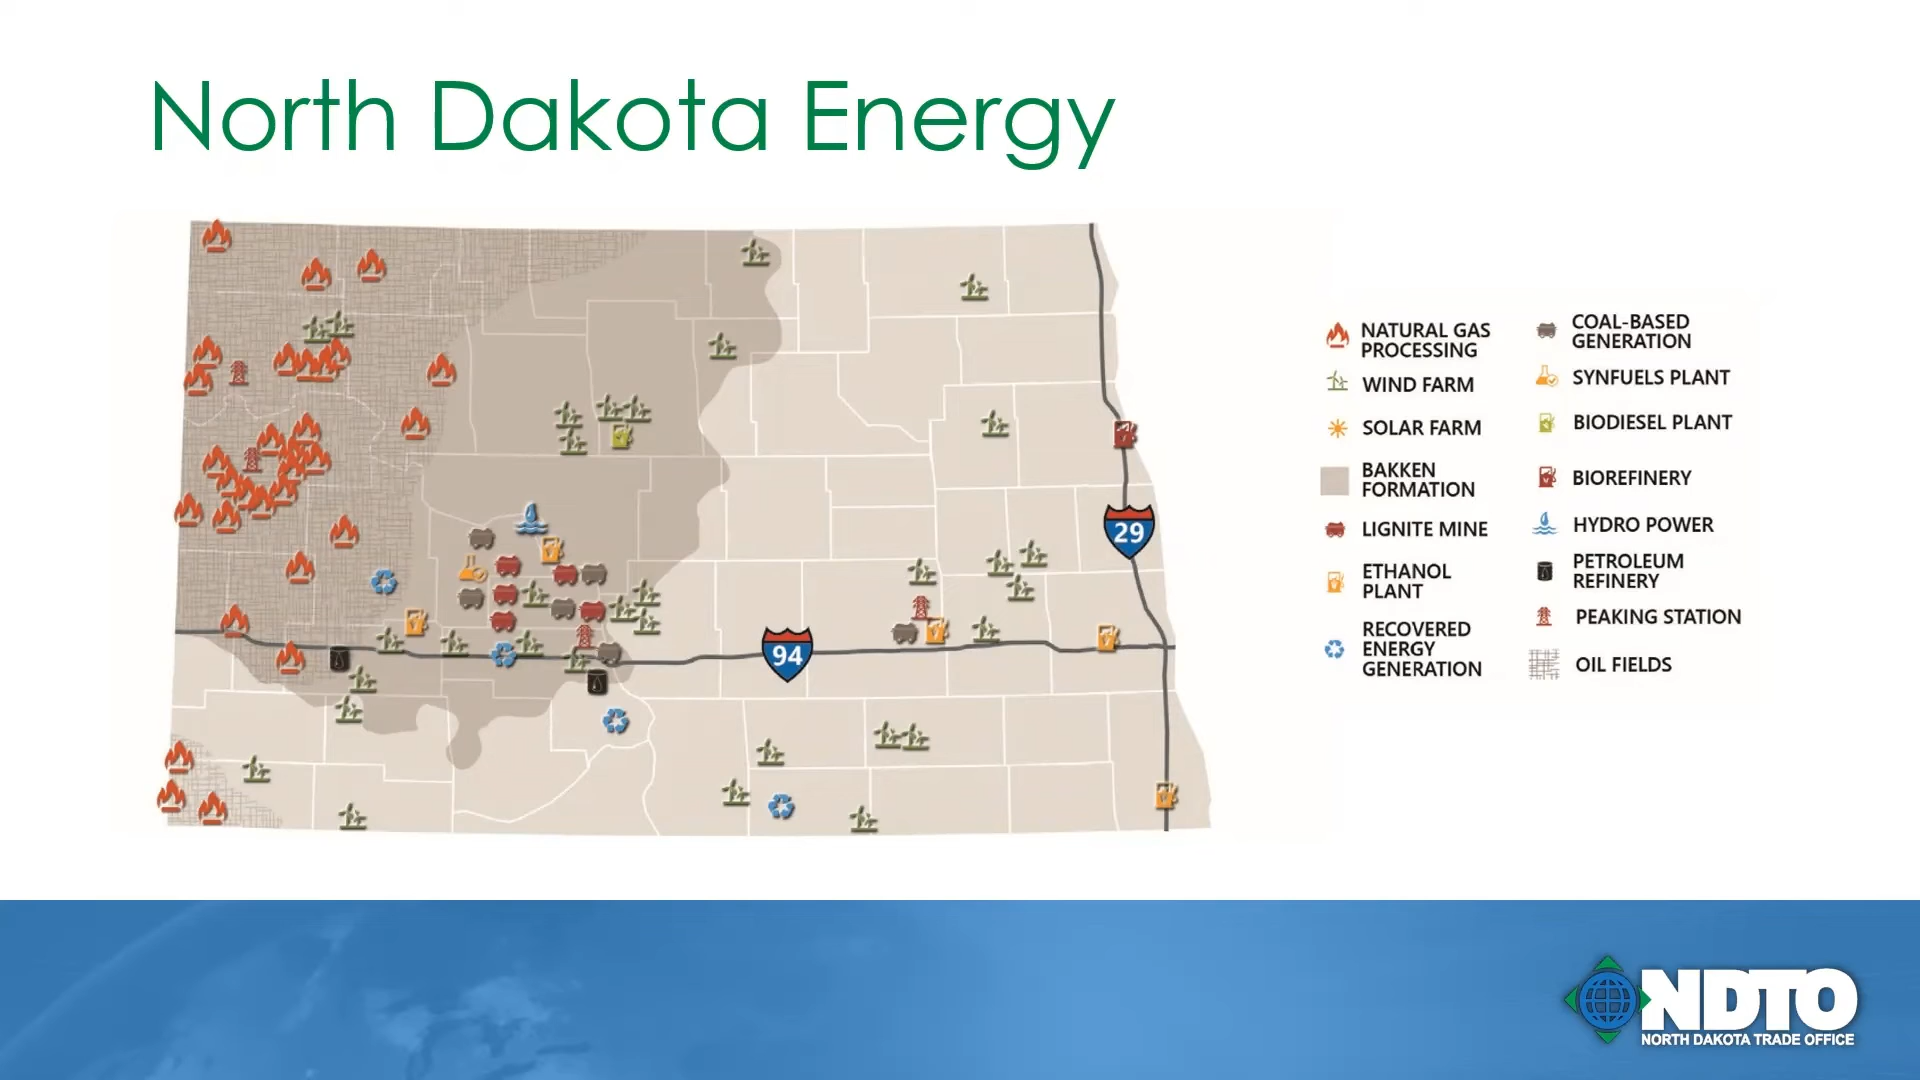 North Dakota Energy
94
29
NATURAL GAS
PROCESSING
WIND FARM
SOLAR FARM
BAKKEN
FORMATION
LIGNITE MINE
ETHANOL
PLANT
RECOVERED
ENERGY
GENERATION
COAL-BASED
GENERATION
SYNFUELS PLANT
BIODIESEL PLANT
BIOREFINERY
HYDRO POWER
PETROLEUM
REFINERY
PEAKING STATION
OIL FIELDS
NDTO
NORTH DAKOTA TRADE OFFICE